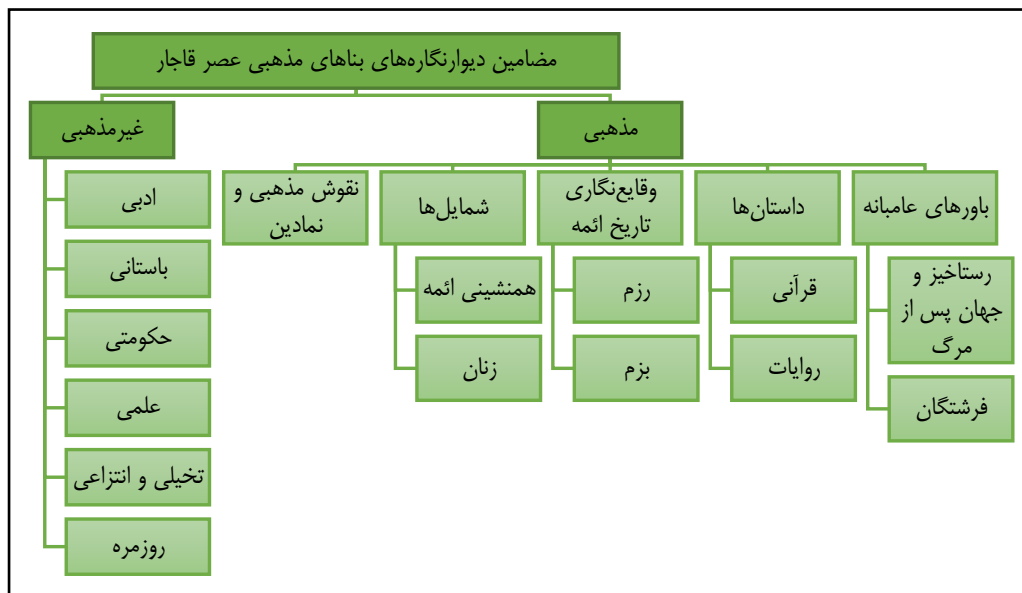 مضامین دیوارنگاره‌های بناهای مذهبی عصر قاجار
مذهبی
غیرمذهبی
باورهای عامیانه
داستان‌ها
وقایع‌نگاری
تاریخ ائمه
شمایل‌ها
نقوش مذهبی و
نمادین
رستاخیز و
جهان پس از
مرگ
فرشتگان
قرآنی
روایات
رزم
بزم
همنشینی ائمه
زنان
ادبی
باستانی
حکومتی
علمی
تخیلی و انتزاعی
روزمره